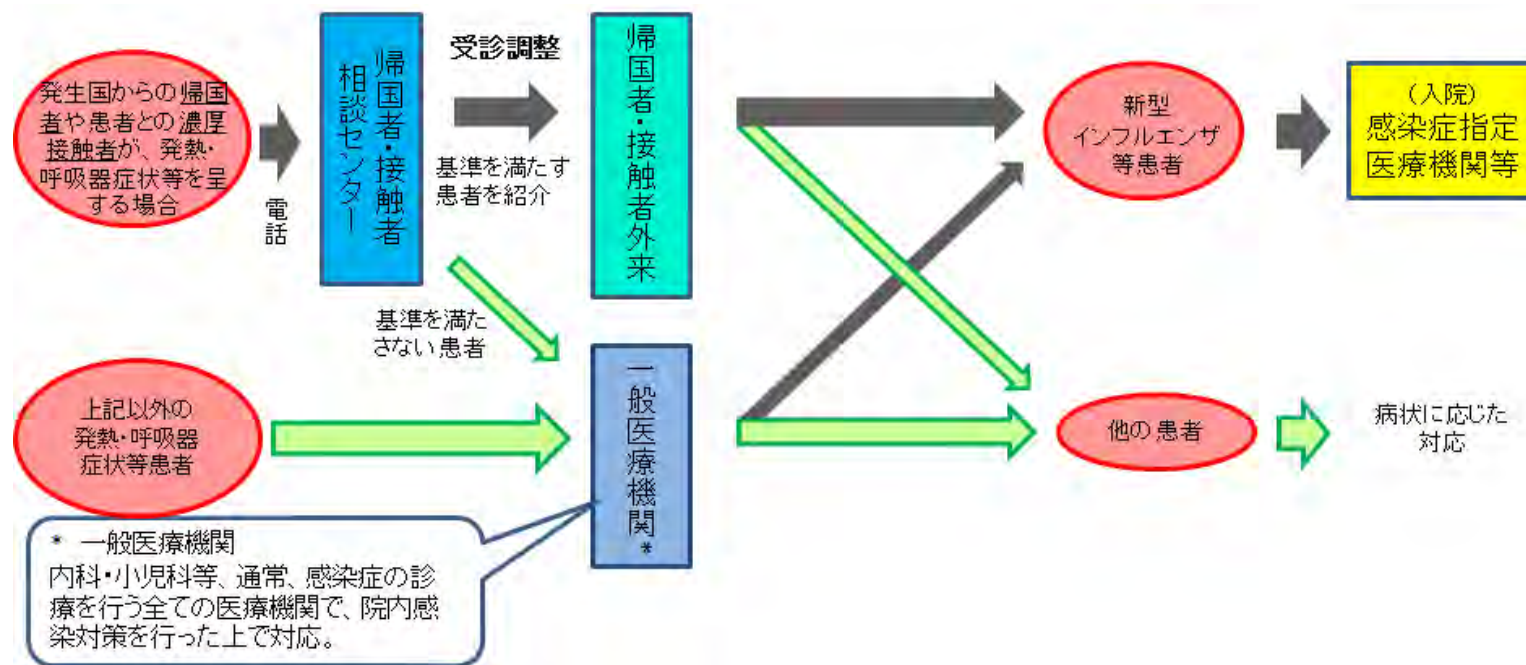 発生国からの帰国
者や患者との濃厚
接触者が、発熱・
呼吸器症状等を呈
する場合
電話
帰国者・接触者
相談センター
受診調整
基準を満たす
患者を紹介
帰国者・接触者外来
新型
インフルエンザ
等患者
（入院）
感染症指定
医療機関等
基準を満た
さない患者
上記以外の
発熱・呼吸器
症状等患者
一般医療機関*
他の患者
病状に応じた
対応
* 一般医療機関
内科・小児科等、通常、感染症の診
療を行う全ての医療機関で、院内感
染対策を行った上で対応。